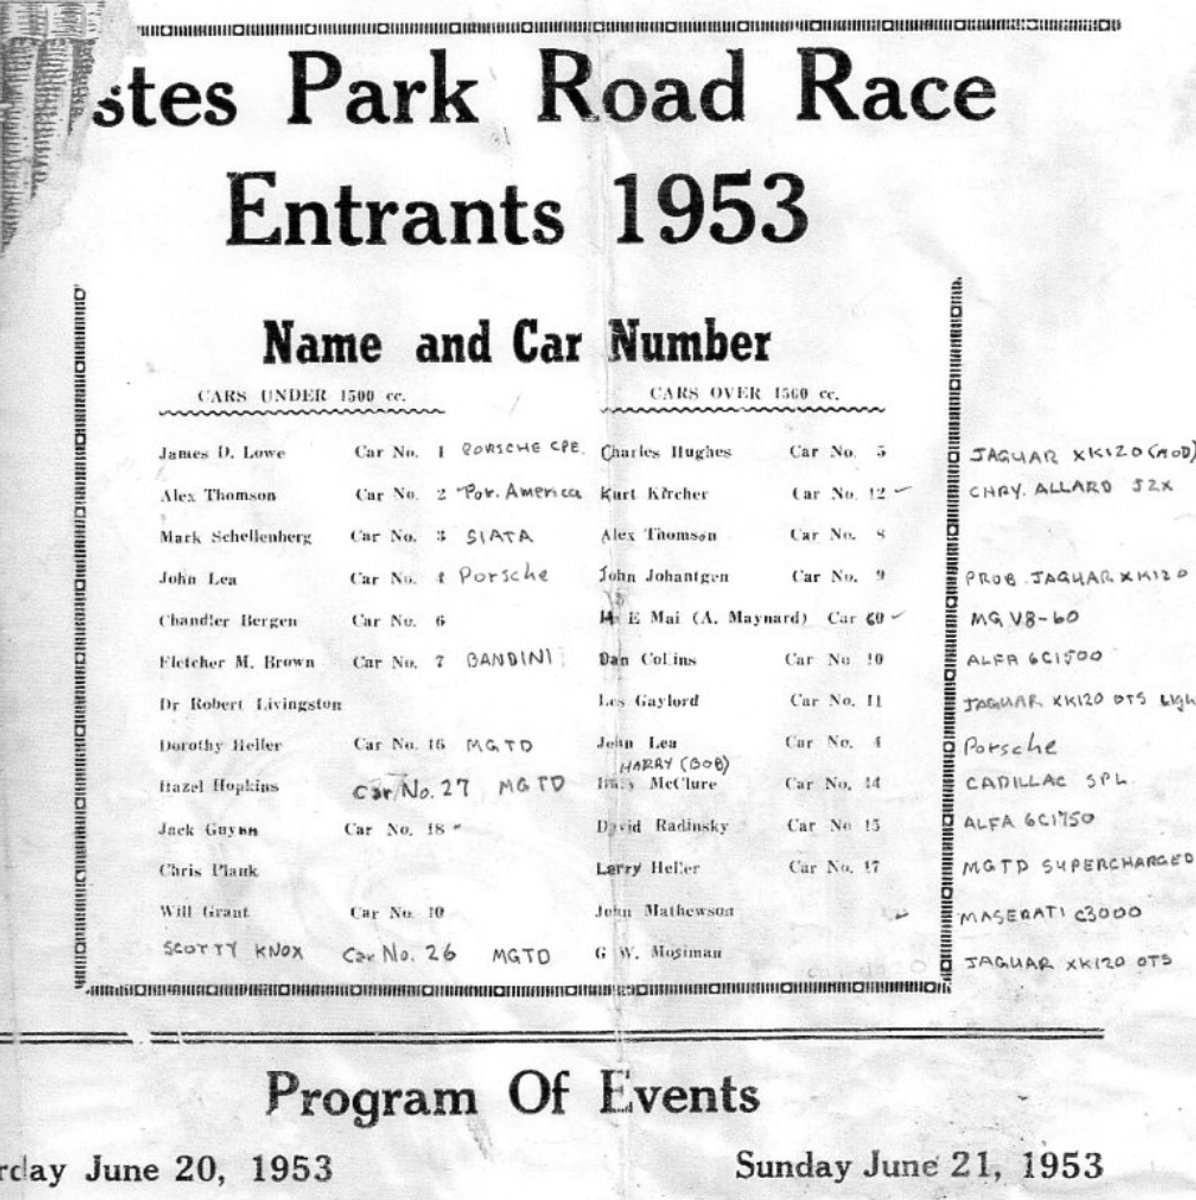 stes Park Road Race
Entrants 1953
Name and Car Number
CARS UNDER 1500 cc. CARS OVER 1500 cc.
James D. Lowe Car No. 1 PORSCHE CPE. Charles Hughes Car No. 5 JAGUAR XK120 (MOD)
Alex Thomson Car No. 2 Por. America Kurt Kircher Car No. 12 CHRY. ALLARD J2X
Mark Schellenberg Car No. 3 SIATA Alex Thomson Car No. 8
John Lea Car No. 4 Porsche John Johantgen Car No. 9 PROB. JAGUAR XK120
Chandler Bergen Car No. 6 E Mai (A. Maynard) Car 60 MG V8-60
Fletcher M. Brown Car No. 7 BANDINI Dan Collins Car No 10 ALFA 6C1500
Dr Robert Livingston Les Gaylord Car No. 11 JAGUAR XK120 OTS
Dorothy Heller Car No. 16 MGTD John Lea Car No. 4 Porsche
HARRY (BOB)
Hazel Hopkins Car No. 27 MGTD McClure Car No. 14 CADILLAC SPL.
Jack Guynn Car No. 18 David Radinsky Car No 15 ALFA 6C1750
Chris Plank Larry Heller Car No. 17 MGTD SUPERCHARGED
Will Grant Car No. 10 John Mathewson MASERATI C3000
SCOTTY KNOX Car No. 26 MGTD G W. Mosiman JAGUAR XK120 OTS
Program Of Events
rday June 20, 1953 Sunday June 21, 1953